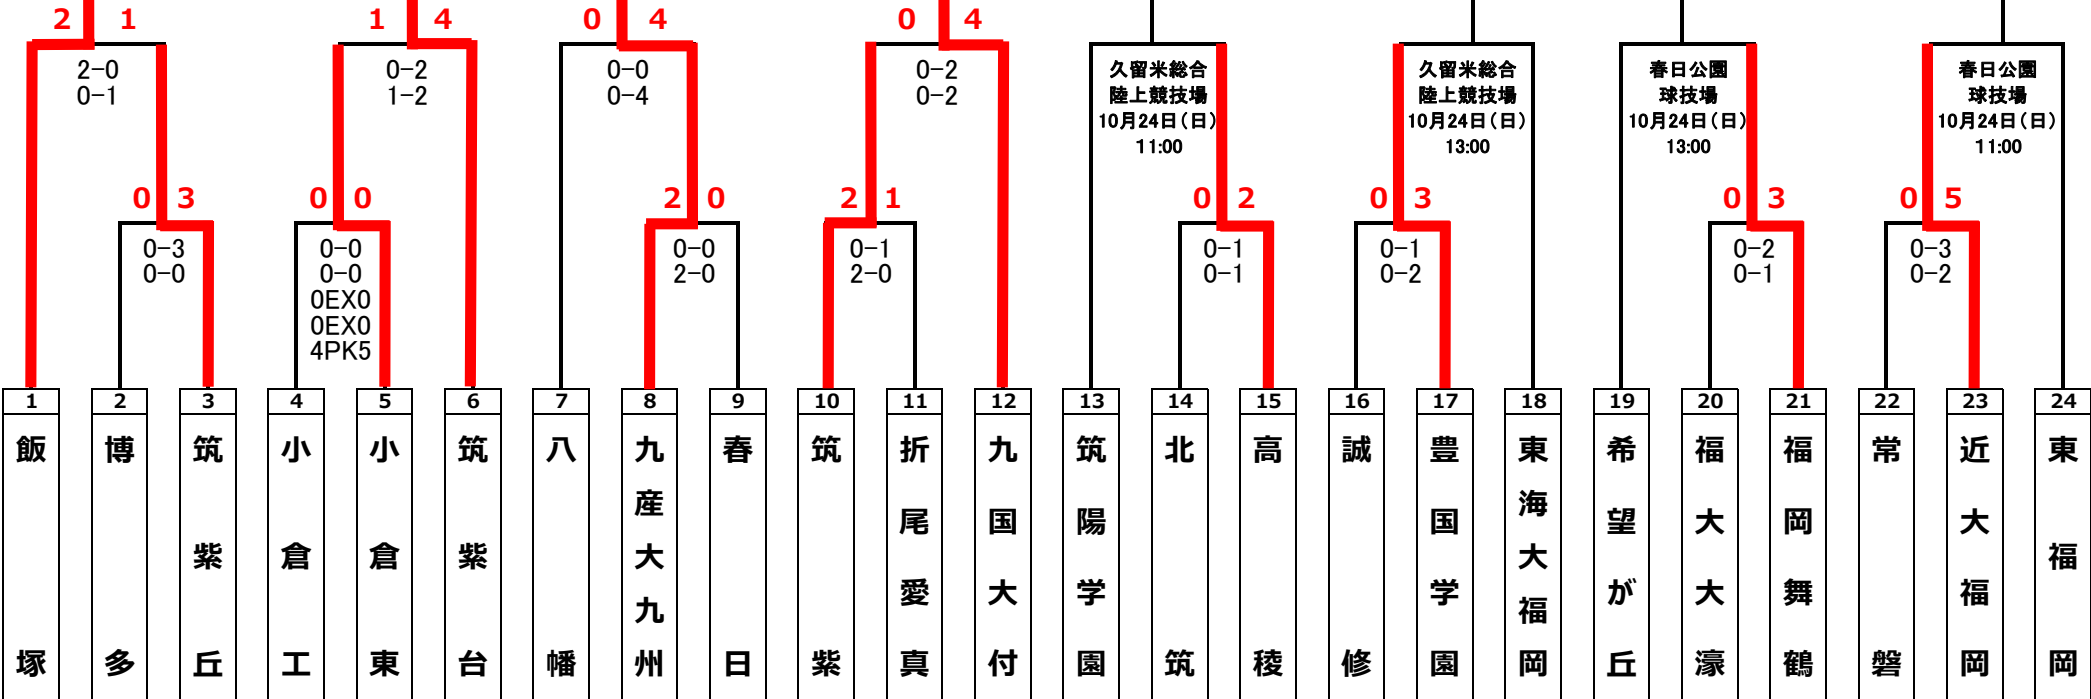 2 1
1 4
0 4
0 4
2-0
0-1
0-2
1-2
0-0
0-4
0-2
0-2
久留米総合
陸上競技場
10月24日(日)
11:00
久留米総合
陸上競技場
10月24日(日)
13:00
春日公園
球技場
10月24日(日)
13:00
春日公園
球技場
10月24日(日)
11:00
0 3
0 0
2 0
2 1
0 2
0 3
0 3
0 5
0-3
0-0
0-0
0-0
0EX0
0EX0
4PK5
0-0
2-0
0-1
2-0
0-1
0-1
0-1
0-2
0-2
0-1
0-3
0-2
1
飯塚
2
博多
3
筑紫丘
4
小倉工
5
小倉東
6
筑紫台
7
八幡
8
九産大九州
9
春日
10
筑紫
11
折尾愛真
12
九国大付
13
筑陽学園
14
北筑
15
高稜
16
誠修
17
豊国学園
18
東海大福岡
19
希望が丘
20
福大大濠
21
福岡舞鶴
22
常磐
23
近大福岡
24
東福岡